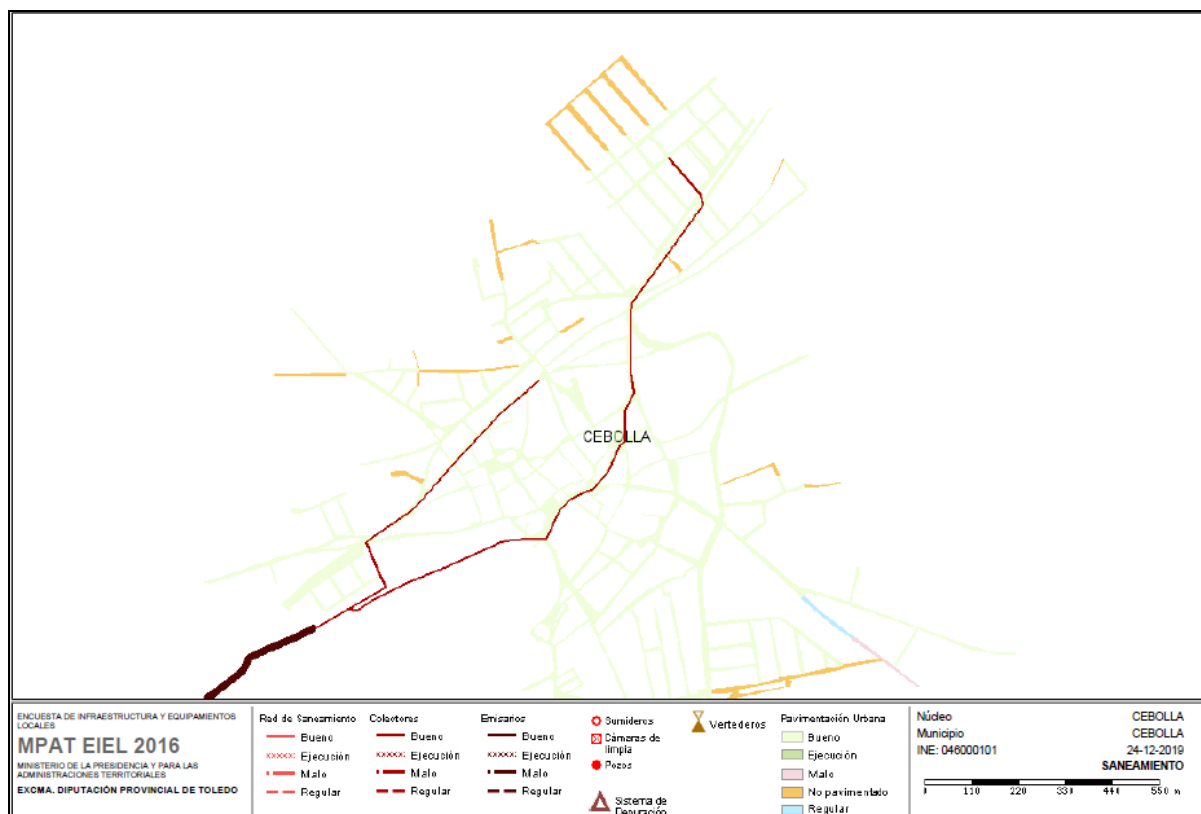 CEBOLLA
ENCUESTA DE INFRAESTRUCTURA Y EQUIPAMIENTOS
LOCALES
MPAT EIEL 2016
MINISTERIO DE LA PRESIDENCIA Y PARA LAS
ADMINISTRACIONES TERRITORIALES
EXCMA. DIPUTACIÓN PROVINCIAL DE TOLEDO
Red de Saneamiento
Bueno
Ejecución
Malo
Regular
Colectores
Bueno
Ejecución
Malo
Regular
Emisarios
Bueno
Ejecución
Malo
Regular
Sumideros
Cámaras de
limpia
Pozos
Sistema de
Depuración
Vertederos
Pavimentación Urbana
Bueno
Ejecución
Malo
No pavimentado
Regular
Núcleo CEBOLLA
Municipio CEBOLLA
INE: 046000101 24-12-2019
SANEAMIENTO
110 220 330 440 550 m